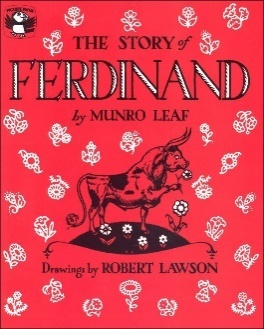 THE STORY of
FERDINAND
by MUNRO LEAF
Drawings by ROBERT LAWSON